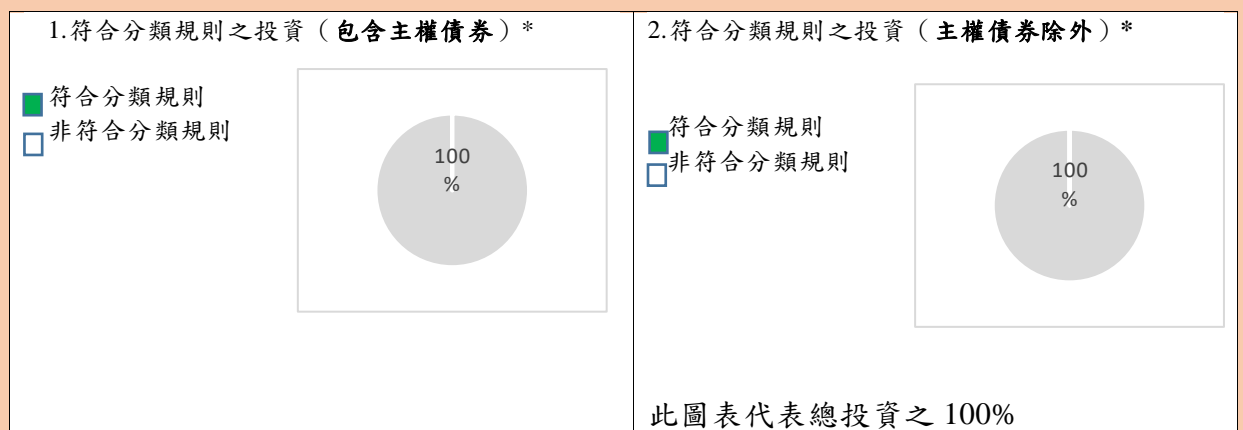 1.符合分類規則之投資（包含主權債券）*
符合分類規則
非符合分類規則
100
%
2.符合分類規則之投資（主權債券除外）*
符合分類規則
非符合分類規則
100
%
此圖表代表總投資之 100%